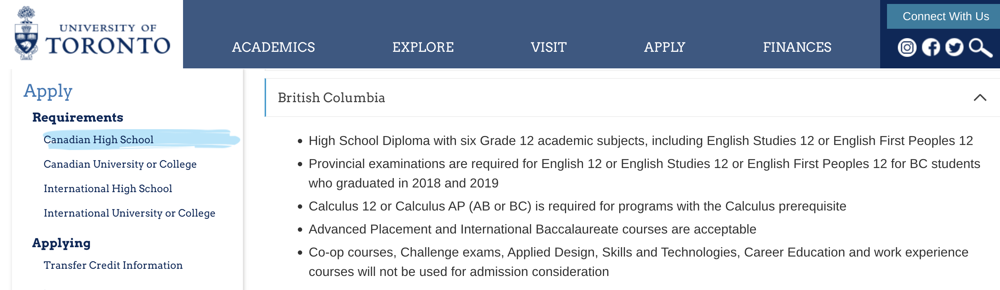 UNIVERSITY OF
TORONTO
ACADEMICS
EXPLORE
VISIT
APPLY
FINANCES
Connect With Us
Apply
Requirements
Canadian High School
Canadian University or College
International High School
International University or College
Applying
Transfer Credit Information
British Columbia
• High School Diploma with six Grade 12 academic subjects, including English Studies 12 or English First Peoples 12
• Provincial examinations are required for English 12 or English Studies 12 or English First Peoples 12 for BC students
who graduated in 2018 and 2019
• Calculus 12 or Calculus AP (AB or BC) is required for programs with the Calculus prerequisite
• Advanced Placement and International Baccalaureate courses are acceptable
• Co-op courses, Challenge exams, Applied Design, Skills and Technologies, Career Education and work experience
courses will not be used for admission consideration